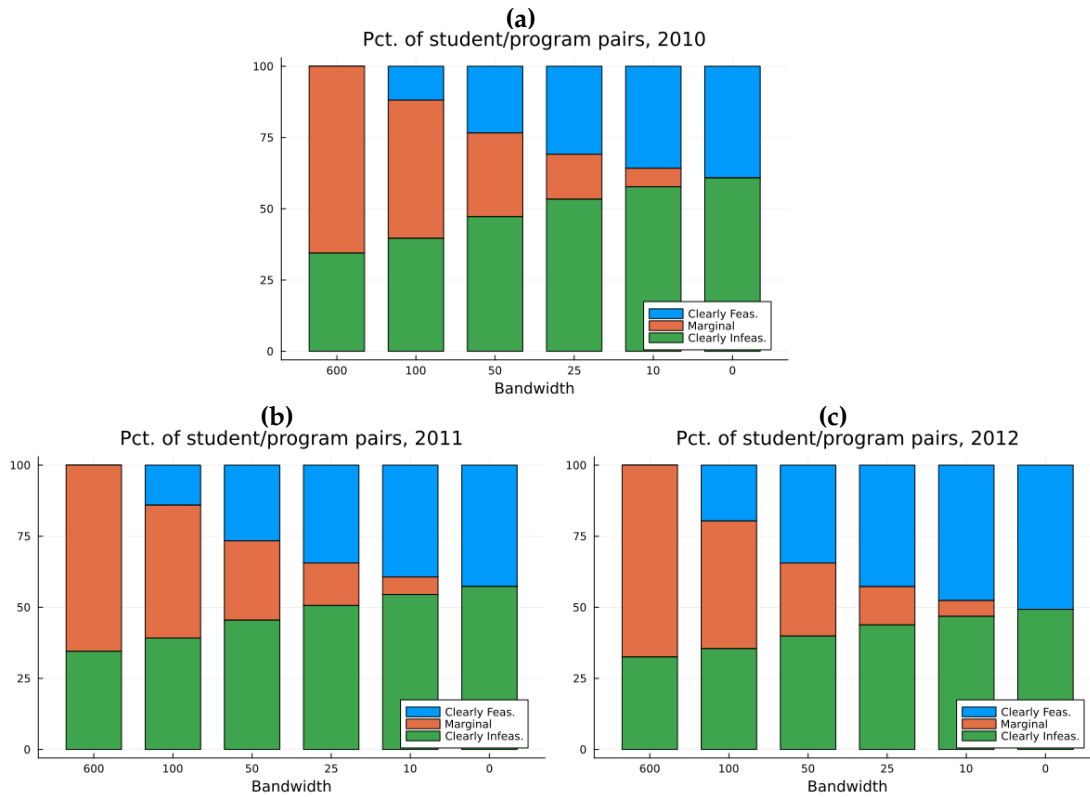 (a)
Pct. of student/program pairs, 2010
100
75
50
25
0
Clearly Feas.
Marginal
Clearly Infeas.
600 100 50 25 10 0
Bandwidth
(b)
Pct. of student/program pairs, 2011
100
75
50
25
0
Clearly Feas.
Marginal
Clearly Infeas.
600 100 50 25 10 0
Bandwidth
(c)
Pct. of student/program pairs, 2012
100
75
50
25
0
Clearly Feas.
Marginal
Clearly Infeas.
600 100 50 25 10 0
Bandwidth